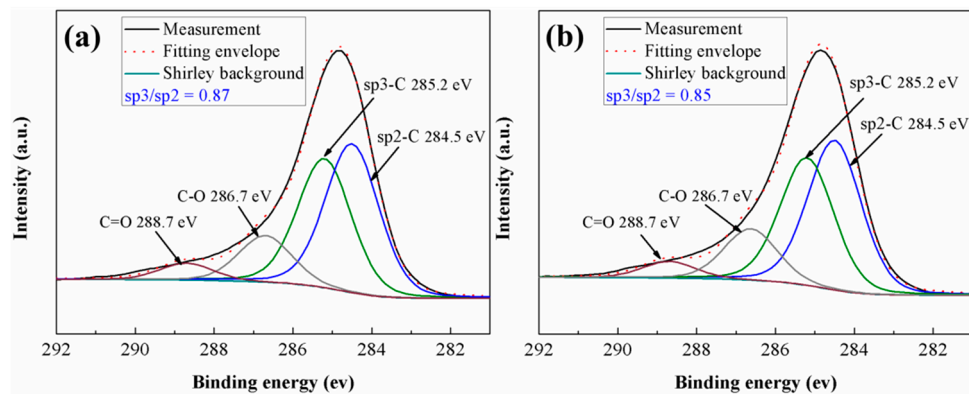 (a)
Measurement
Fitting envelope
Shirley background
sp3/sp2 = 0.87
sp3-C 285.2 eV
sp2-C 284.5 eV
C-O 286.7 eV
C=O 288.7 eV
Intensity (a.u.)
292 290 288 286 284 282
Binding energy (ev)
(b)
Measurement
Fitting envelope
Shirley background
sp3/sp2 = 0.85
sp3-C 285.2 eV
sp2-C 284.5 eV
C-O 286.7 eV
C=O 288.7 eV
Intensity (a.u.)
292 290 288 286 284 282
Binding energy (ev)